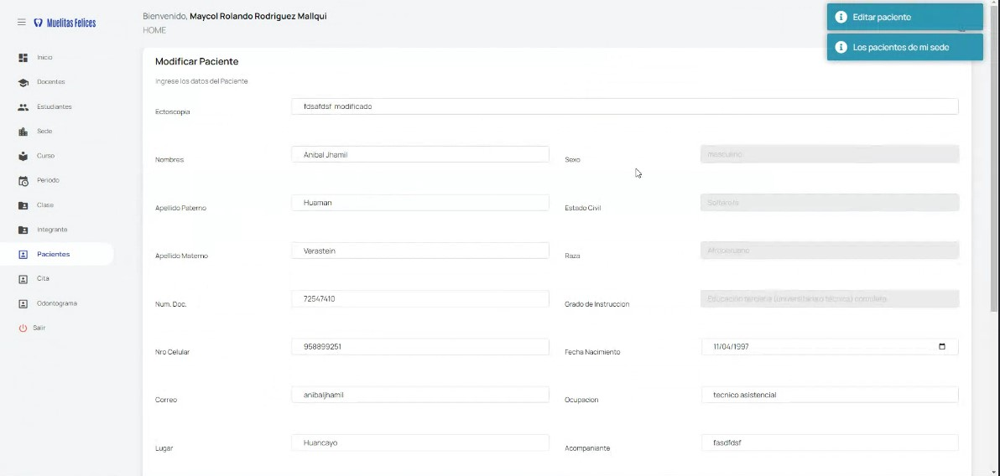 Muelitas Felices
Bienvenido, Maycol Rolando Rodriguez Mallqui
HOME
Editar paciente
Los pacientes de mi sede
Inicio
Docentes
Estudiantes
Sede
Curso
Periodo
Clase
Integrante
Pacientes
Cita
Odontograma
Salir
Modificar Paciente
Ingrese los datos del Paciente
Ectoscopia fdsafdsf modificado
Nombres Anibal Jhamil Sexo masculino
Apellido Paterno Huaman Estado Civil Soltero/a
Apellido Materno Verastein Raza Afroperuano
Num. Doc. 72547410 Grado de Instruccion Educación terciaria (universitaria o técnica) completa
Nro Celular 958899251 Fecha Nacimiento 11/04/1997
Correo anibaljhamil Ocupacion tecnico asistencial
Lugar Huancayo Acompaniante fasdfdsf